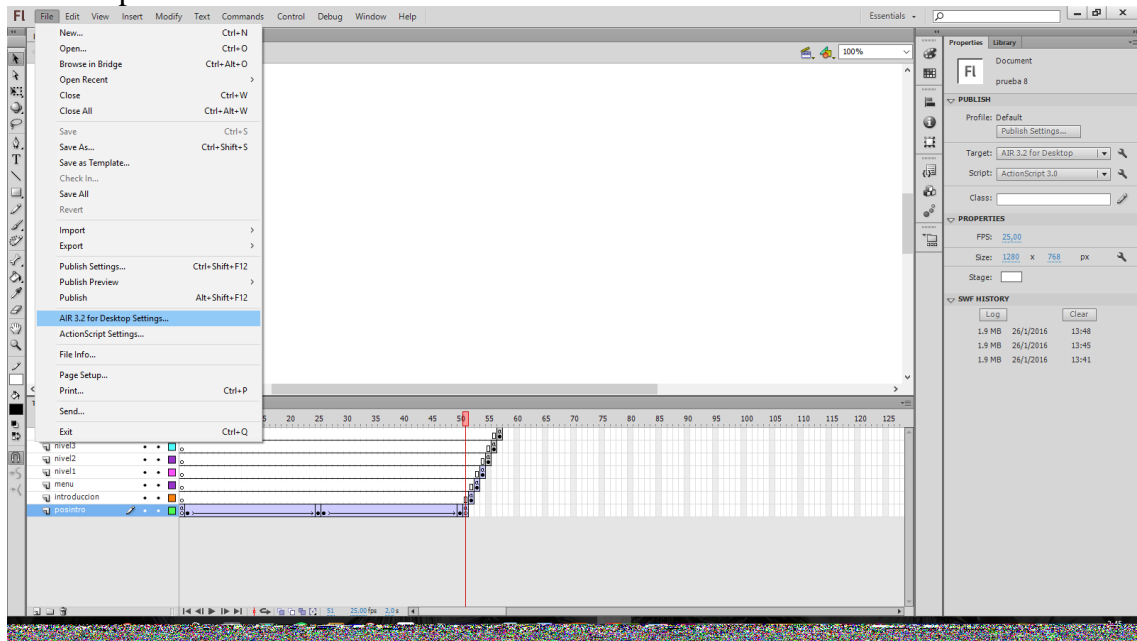 Fl File Edit View Insert Modify Text Commands Control Debug Window Help Essentials
New... Ctrl+N
Open... Ctrl+O
Browse in Bridge Ctrl+Alt+O
Open Recent
Close Ctrl+W
Close All Ctrl+Alt+W
Save Ctrl+S
Save As... Ctrl+Shift+S
Save as Template...
Check In...
Save All
Revert
Import
Export
Publish Settings... Ctrl+Shift+F12
Publish Preview
Publish Alt+Shift+F12
AIR 3.2 for Desktop Settings...
ActionScript Settings...
File Info...
Page Setup...
Print... Ctrl+P
Send...
Exit Ctrl+Q
100%
Properties Library
Fl
Document
prueba 8
PUBLISH
Profile: Default
Publish Settings...
Target: AIR 3.2 for Desktop
Script: ActionScript 3.0
Class:
PROPERTIES
FPS: 25,00
Size: 1280 x 768 px
Stage:
SWF HISTORY
Log Clear
1.9 MB 26/1/2016 13:48
1.9 MB 26/1/2016 13:45
1.9 MB 26/1/2016 13:41
20 25 30 35 40 45 50 55 60 65 70 75 80 85 90 95 100 105 110 115 120 125
nivel3
nivel2
nivel1
menu
introduccion
posintro
51 25,00 fps 2,0 s